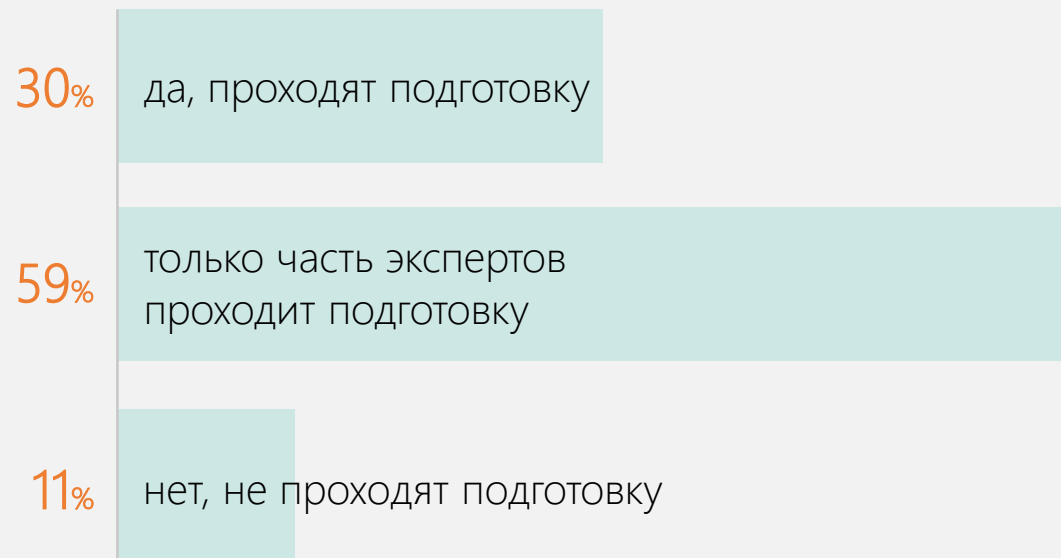 30% да, проходят подготовку
59% только часть экспертов
проходит подготовку
11% нет, не проходят подготовку